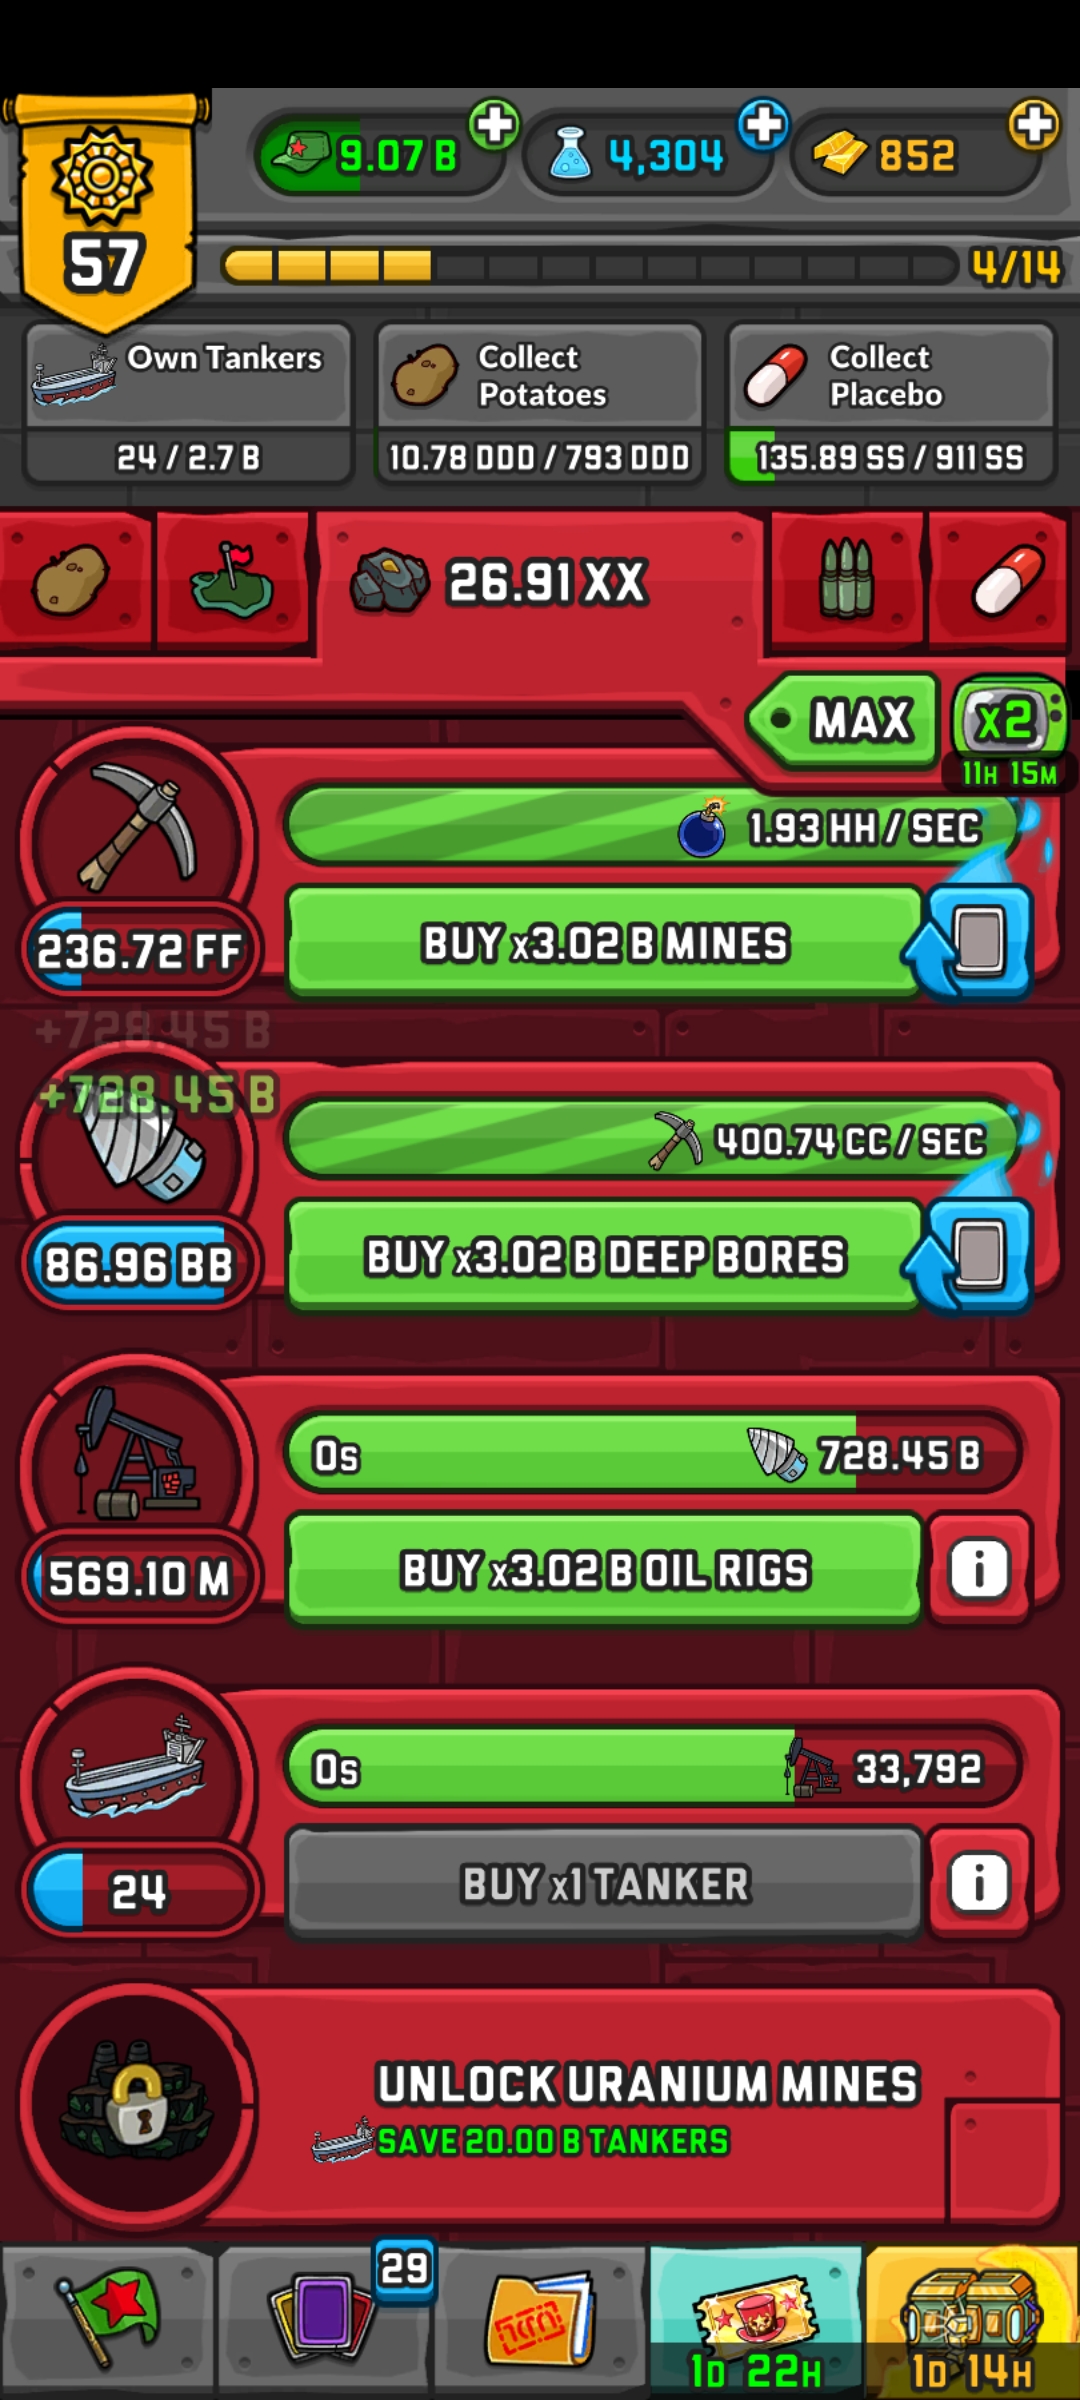 9.07 B
4,304
852
57
4/14
Own Tankers
24 / 2.7 B
Collect
Potatoes
10.78 DDD / 793 DDD
Collect
Placebo
135.89 SS / 911 SS
26.91 XX
MAX
x2
11H 15M
1.93 HH / SEC
236.72 FF
BUY x3.02 B MINES
+728.45 B
+728.45 B
400.74 CC / SEC
86.96 BB
BUY x3.02 B DEEP BORES
0s
728.45 B
569.10 M
BUY x3.02 B OIL RIGS
i
0s
33,792
24
BUY x1 TANKER
i
UNLOCK URANIUM MINES
SAVE 20.00 B TANKERS
29
1D 22H
1D 14H